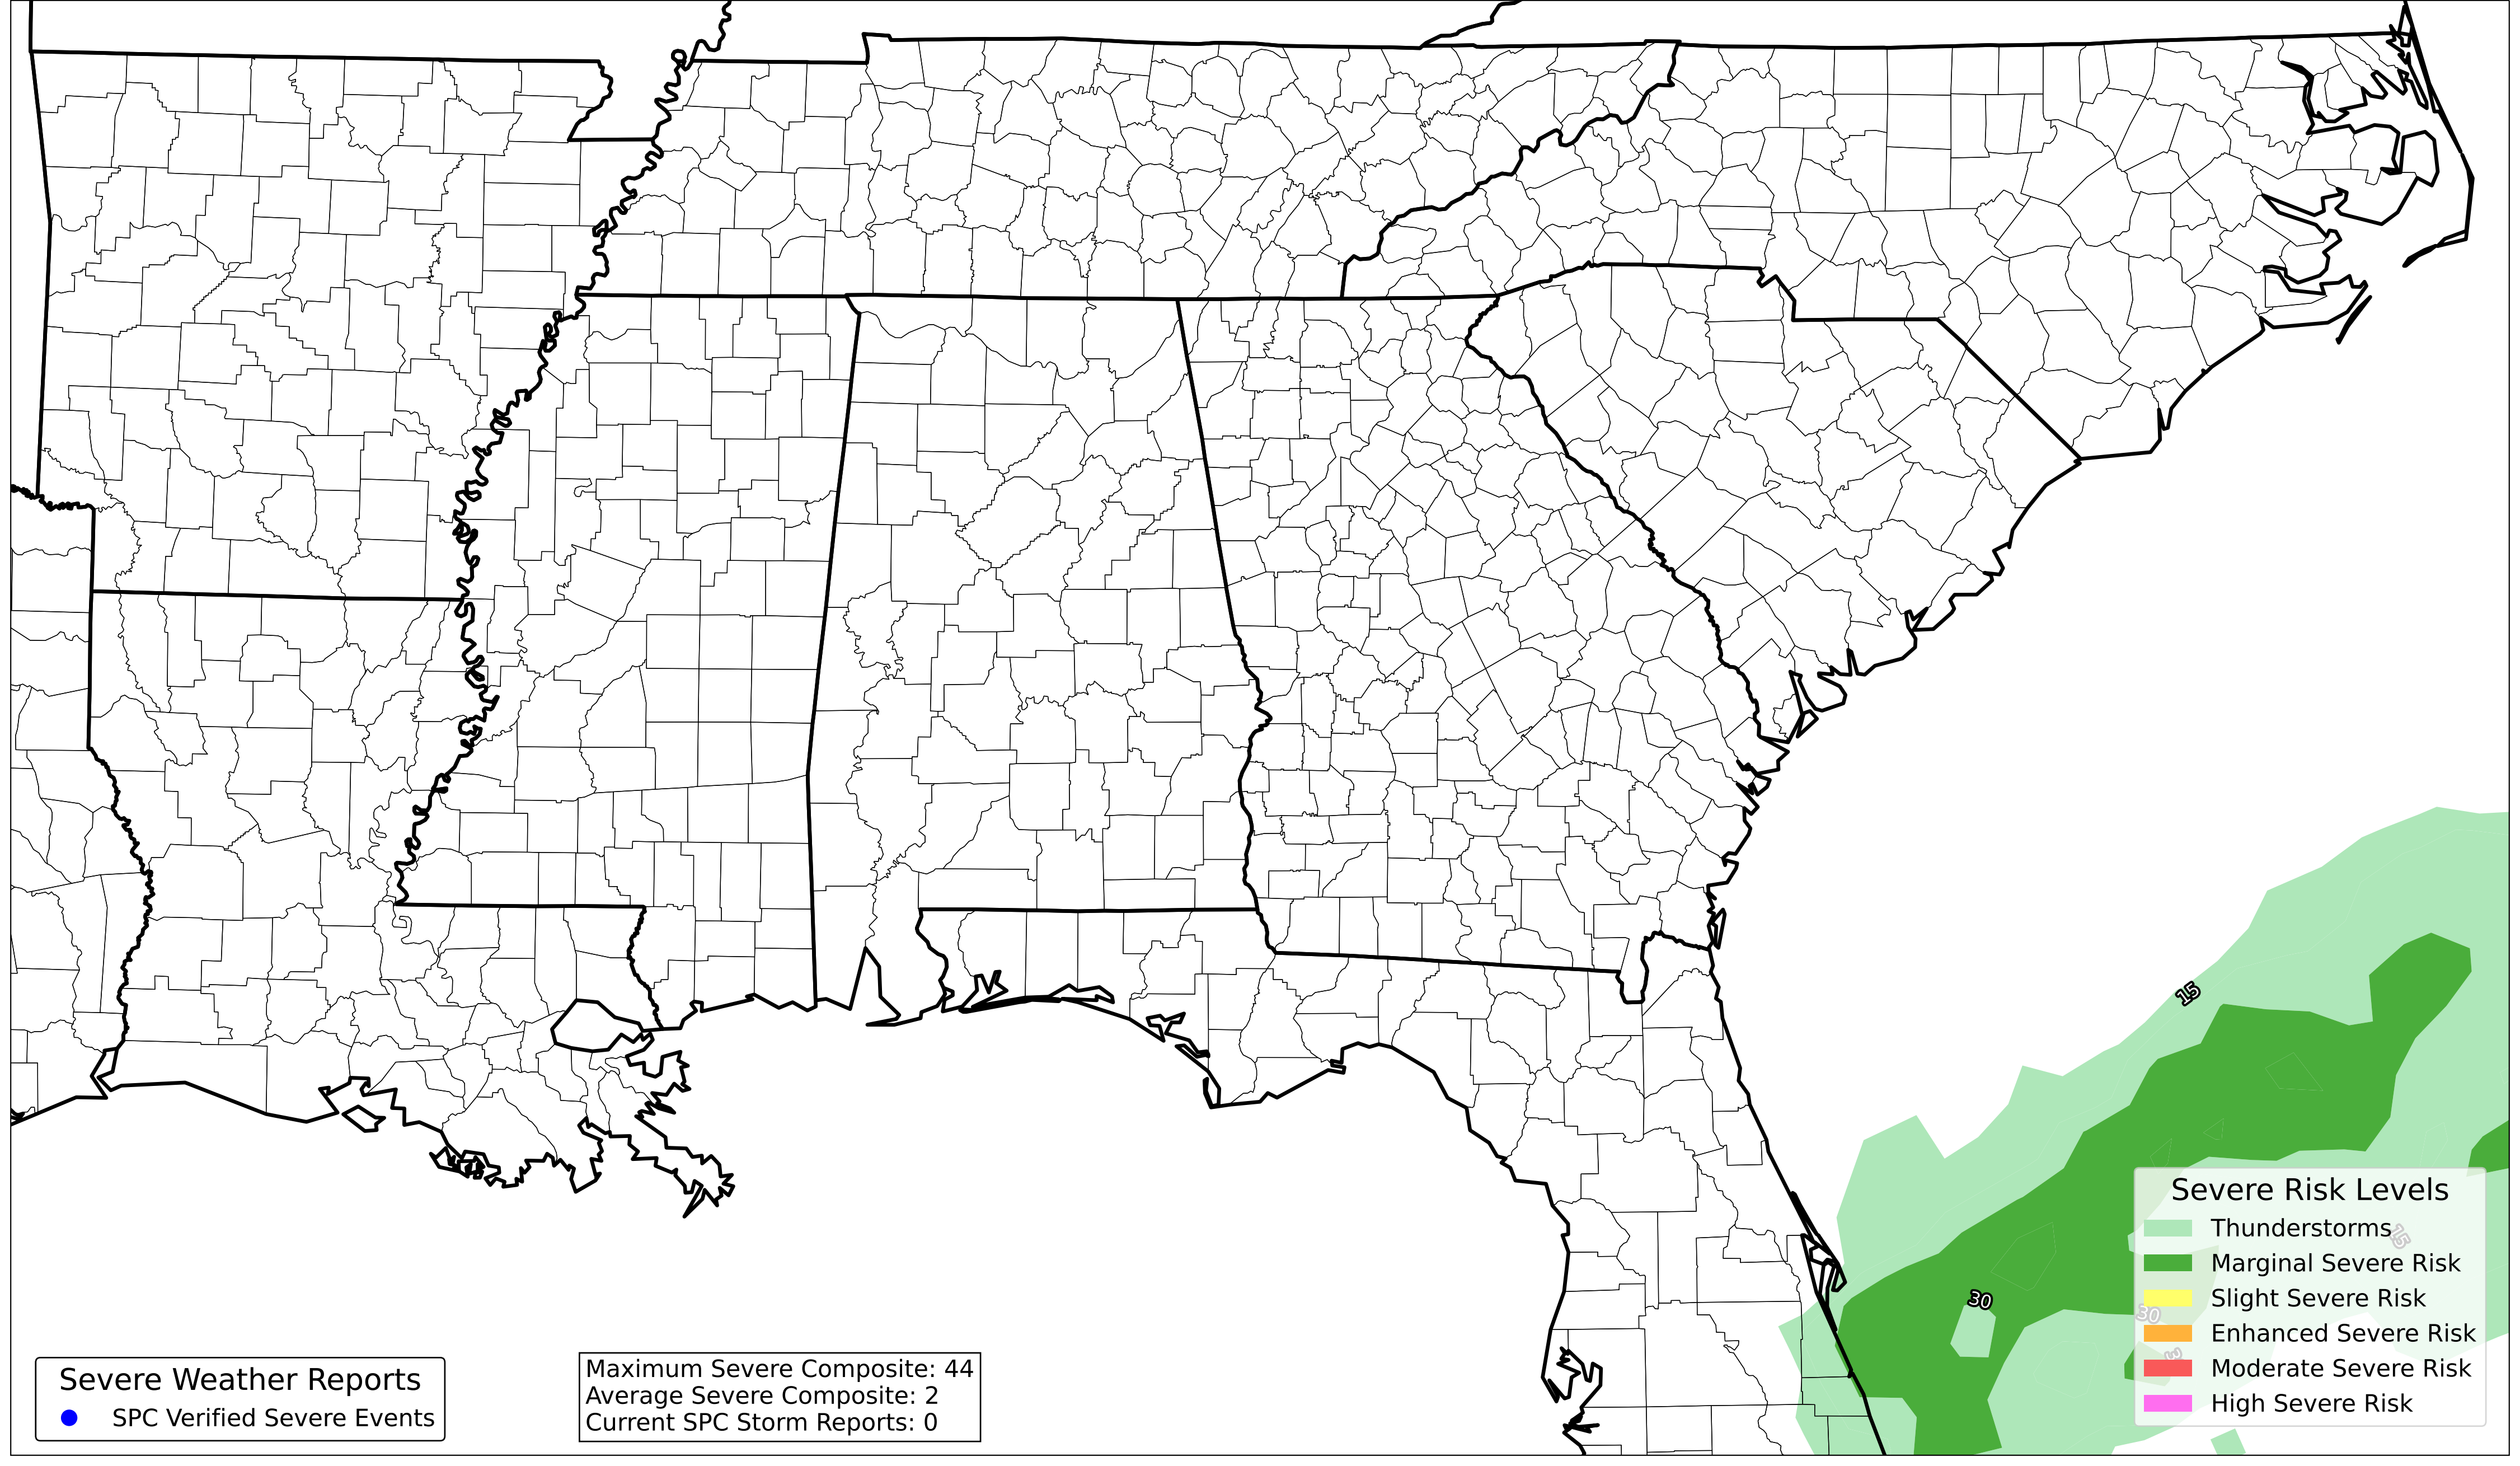 15
Severe Risk Levels
Thunderstorms
15
Marginal Severe Risk
30
Slight Severe Risk
30
Enhanced Severe Risk
Moderate Severe Risk
High Severe Risk
Severe Weather Reports
SPC Verified Severe Events
Maximum Severe Composite: 44
Average Severe Composite: 2
Current SPC Storm Reports: 0